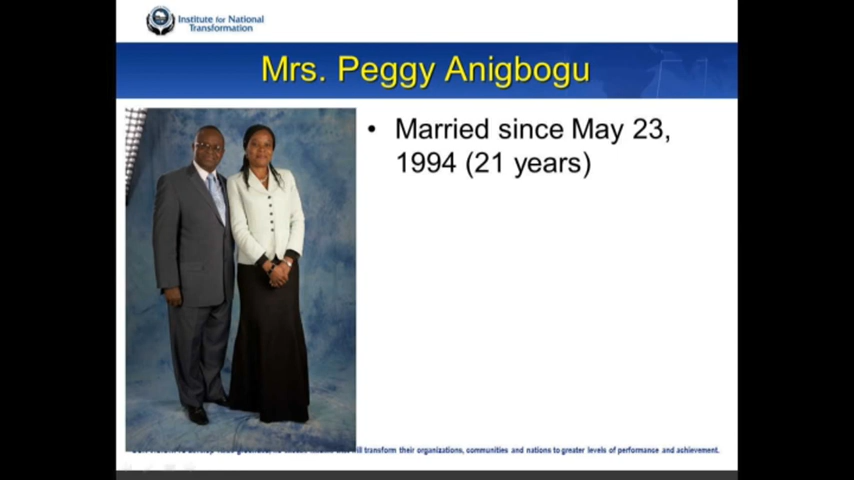 Institute for National
Transformation
Mrs. Peggy Anigbogu
• Married since May 23,
1994 (21 years)
will transform their organizations, communities and nations to greater levels of performance and achievement.